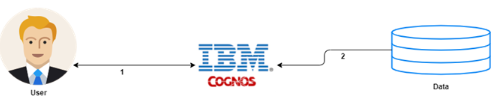 User
1
IBM®
COGNOS
2
Data